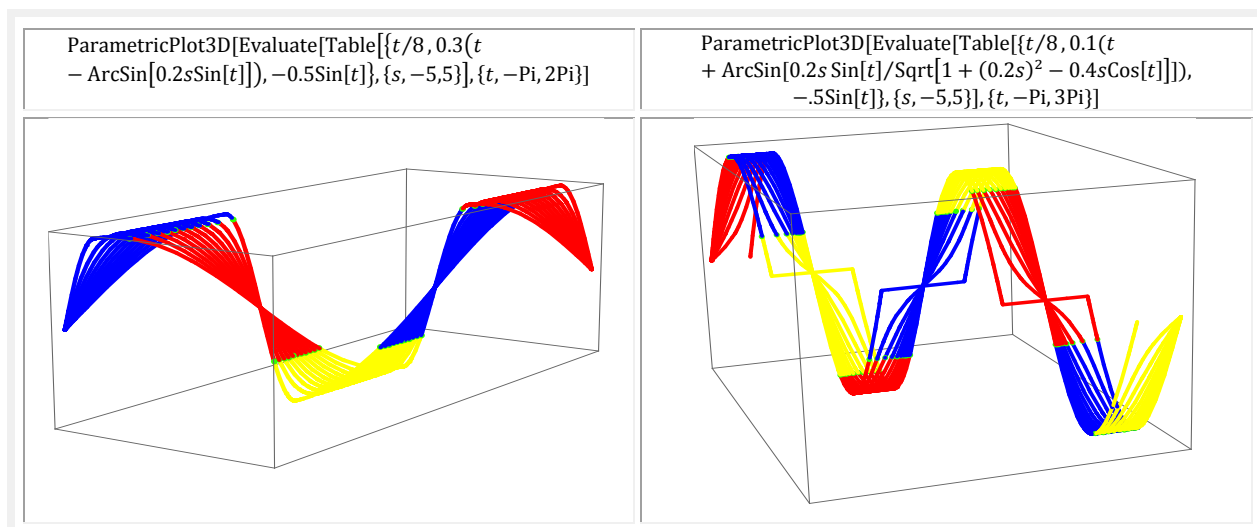 ParametricPlot3D[Evaluate[Table[{t/8, 0.3(t
− ArcSin[0.2sSin[t]]), −0.5Sin[t]}, {s, −5,5}], {t, −Pi, 2Pi}]
ParametricPlot3D[Evaluate[Table[{t/8, 0.1(t
+ ArcSin[0.2s Sin[t]/Sqrt[1 + (0.2s)² − 0.4sCos[t]]]),
−.5Sin[t]}, {s, −5,5}], {t, −Pi, 3Pi}]